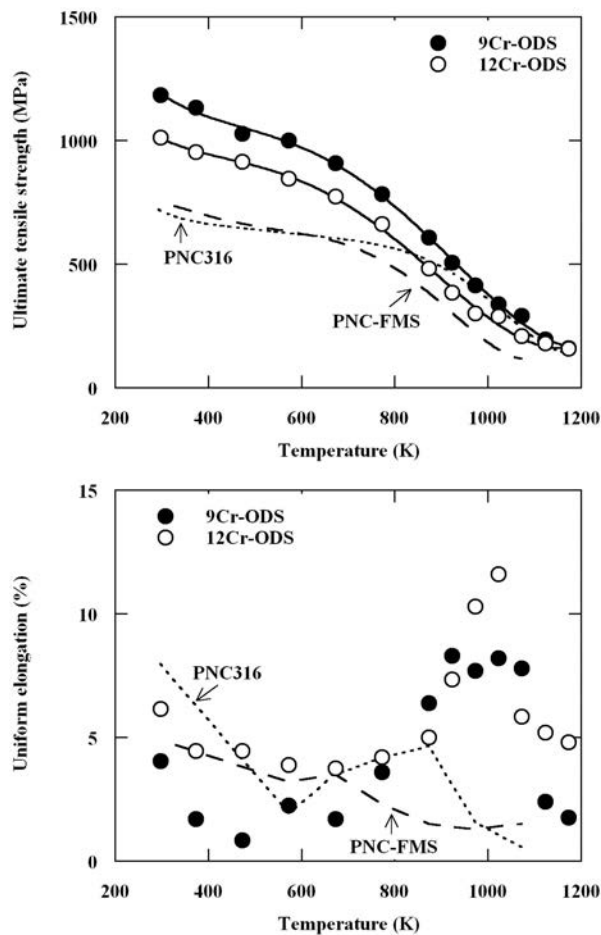 1500
1000
500
0
Ultimate tensile strength (MPa)
9Cr-ODS
12Cr-ODS
PNC316
PNC-FMS
200 400 600 800 1000 1200
Temperature (K)
15
10
5
0
Uniform elongation (%)
9Cr-ODS
12Cr-ODS
PNC316
PNC-FMS
200 400 600 800 1000 1200
Temperature (K)